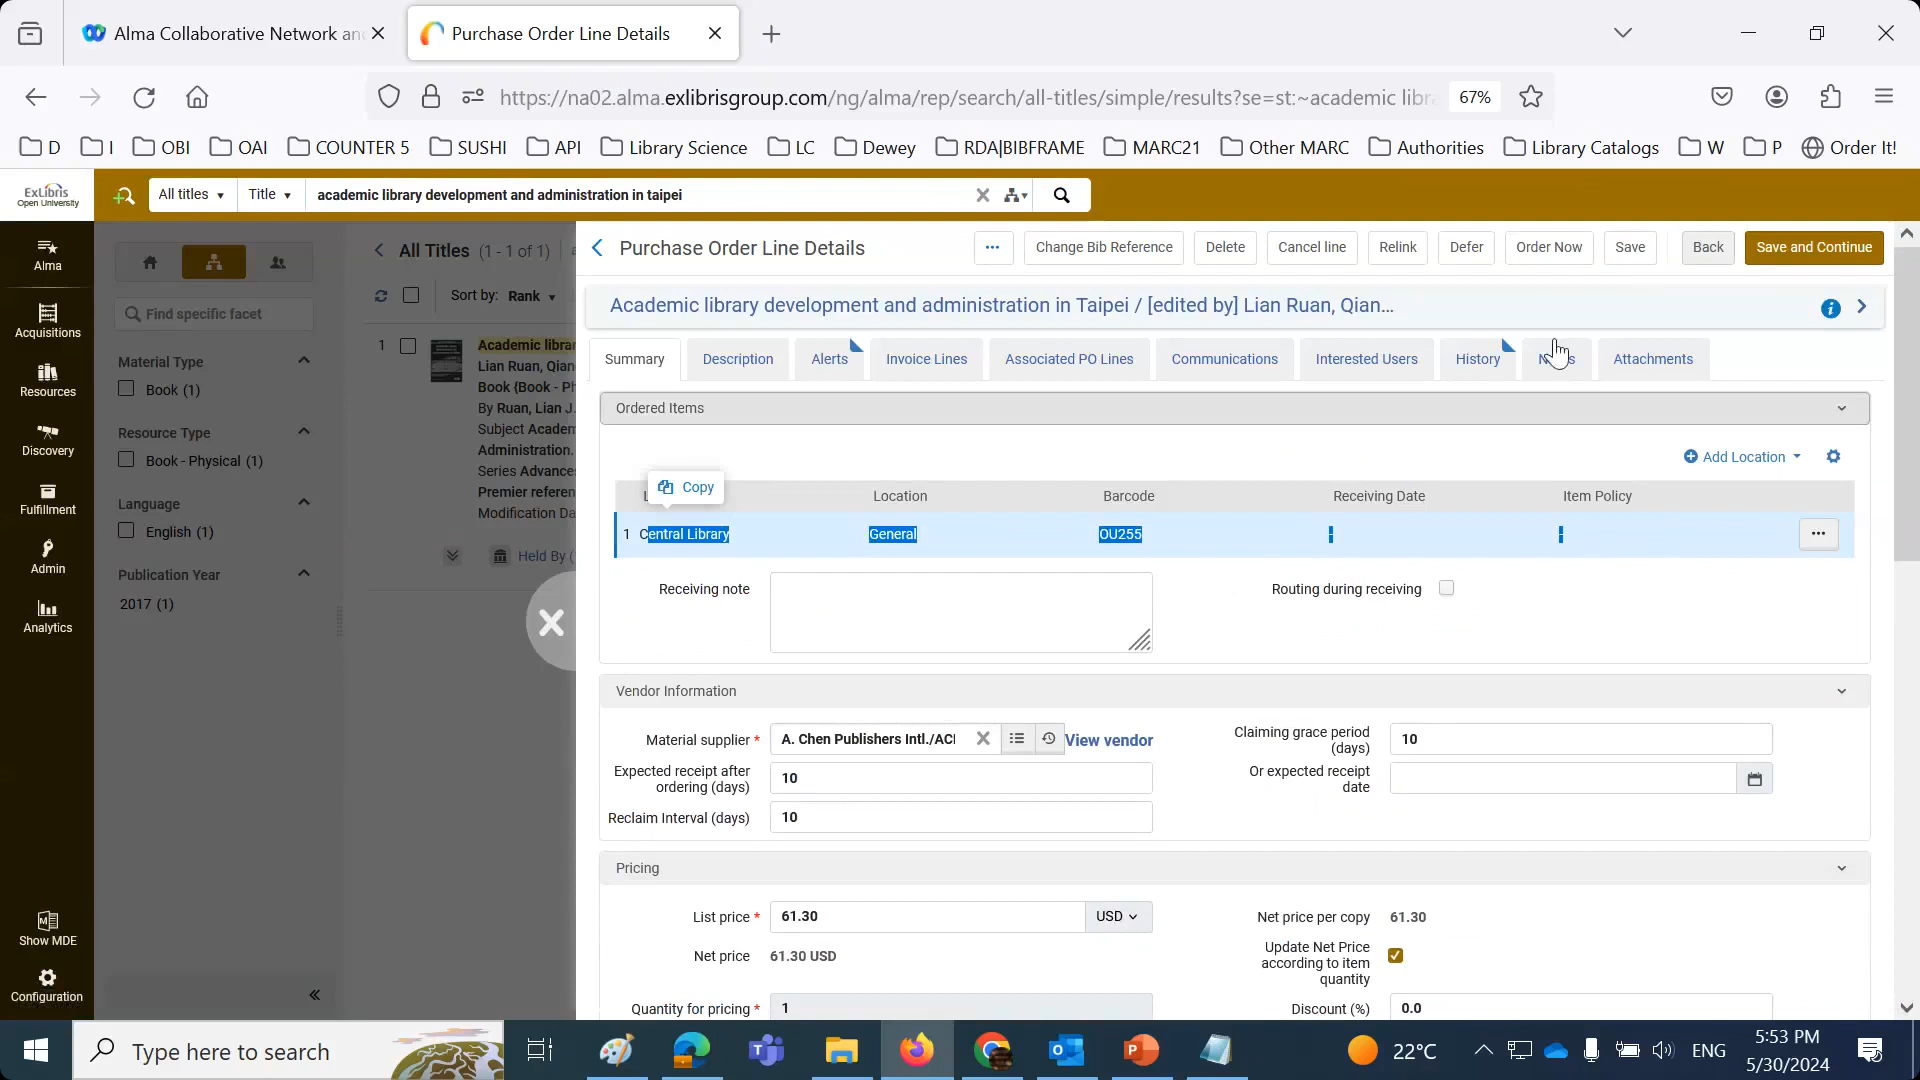 Alma Collaborative Network an
Purchase Order Line Details
https://na02.alma.exlibrisgroup.com/ng/alma/rep/search/all-titles/simple/results?se=st:~academic libra
67%
D
I
OBI
OAI
COUNTER 5
SUSHI
API
Library Science
LC
Dewey
RDA|BIBFRAME
MARC21
Other MARC
Authorities
Library Catalogs
W
P
Order It!
ExLibris
Open University
All titles
Title
academic library development and administration in taipei
Alma
Acquisitions
Resources
Discovery
Fulfillment
Admin
Analytics
Show MDE
Configuration
Find specific facet
Material Type
Book (1)
Resource Type
Book - Physical (1)
Language
English (1)
Publication Year
2017 (1)
All Titles (1 - 1 of 1)
Sort by: Rank
1
Academic librar
Lian Ruan, Qian
Book {Book - Ph
By Ruan, Lian J.
Subject Academ
Administration.
Series Advances
Premier referen
Modification Da
Held By (
Purchase Order Line Details
Change Bib Reference
Delete
Cancel line
Relink
Defer
Order Now
Save
Back
Save and Continue
Academic library development and administration in Taipei / [edited by] Lian Ruan, Qian...
Summary
Description
Alerts
Invoice Lines
Associated PO Lines
Communications
Interested Users
History
Attachments
Ordered Items
Add Location
Copy
Location
Barcode
Receiving Date
Item Policy
1 Central Library
General
OU255
-
-
Receiving note
Routing during receiving
Vendor Information
Material supplier *
A. Chen Publishers Intl./ACI
View vendor
Claiming grace period
(days)
10
Expected receipt after
ordering (days)
10
Or expected receipt
date
Reclaim Interval (days)
10
Pricing
List price *
61.30
USD
Net price per copy
61.30
Net price
61.30 USD
Update Net Price
according to item
quantity
Quantity for pricing *
1
Discount (%)
0.0
Type here to search
22°C
ENG
5:53 PM
5/30/2024